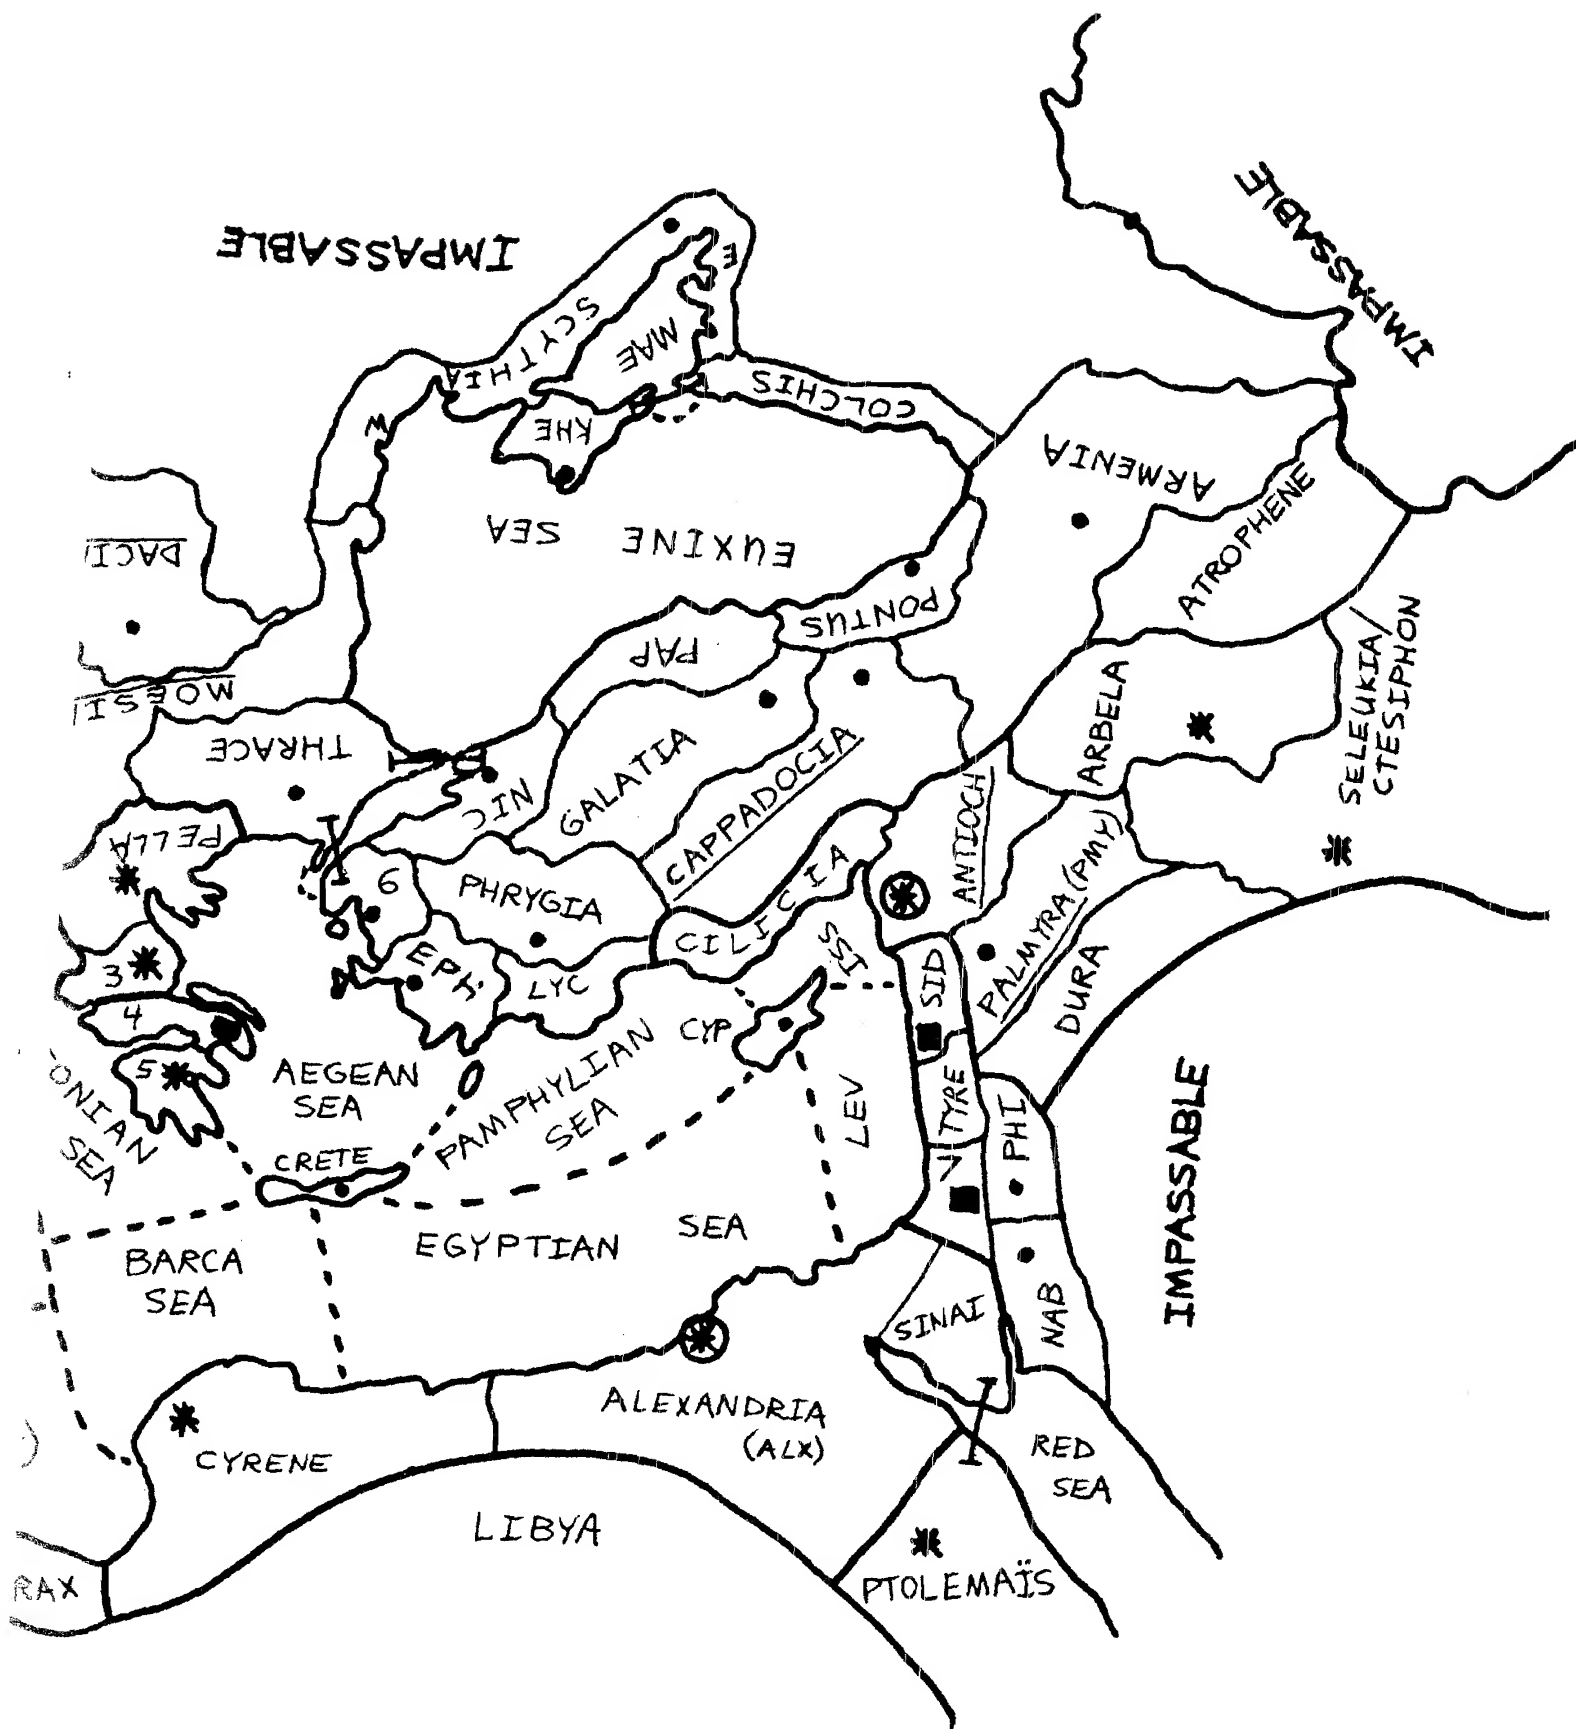 IMPASSABLE
IMPASSABLE
E
SCYTHIA
MAE
W
KHE
COLCHIS
ARMENIA
ATROPHENE
DACI
EUXINE SEA
PONTUS
PAP
MOESI
THRACE
SELEUKIA/
CTESIPHON
ARBELA
GALATIA
CAPPADOCIA
NIC
PELLA
ANTIOCH
PALMYRA (PMY)
6
PHRYGIA
CILICIA
ISS
3
EPH.
LYC
SID
DURA
4
CYP
5
AEGEAN
SEA
PAMPHYLIAN
SEA
LEV
TYRE
PHI
ONIAN
SEA
CRETE
IMPASSABLE
EGYPTIAN SEA
BARCA
SEA
SINAI
NAB
ALEXANDRIA
(ALX)
RED
SEA
CYRENE
LIBYA
RAX
PTOLEMAÏS